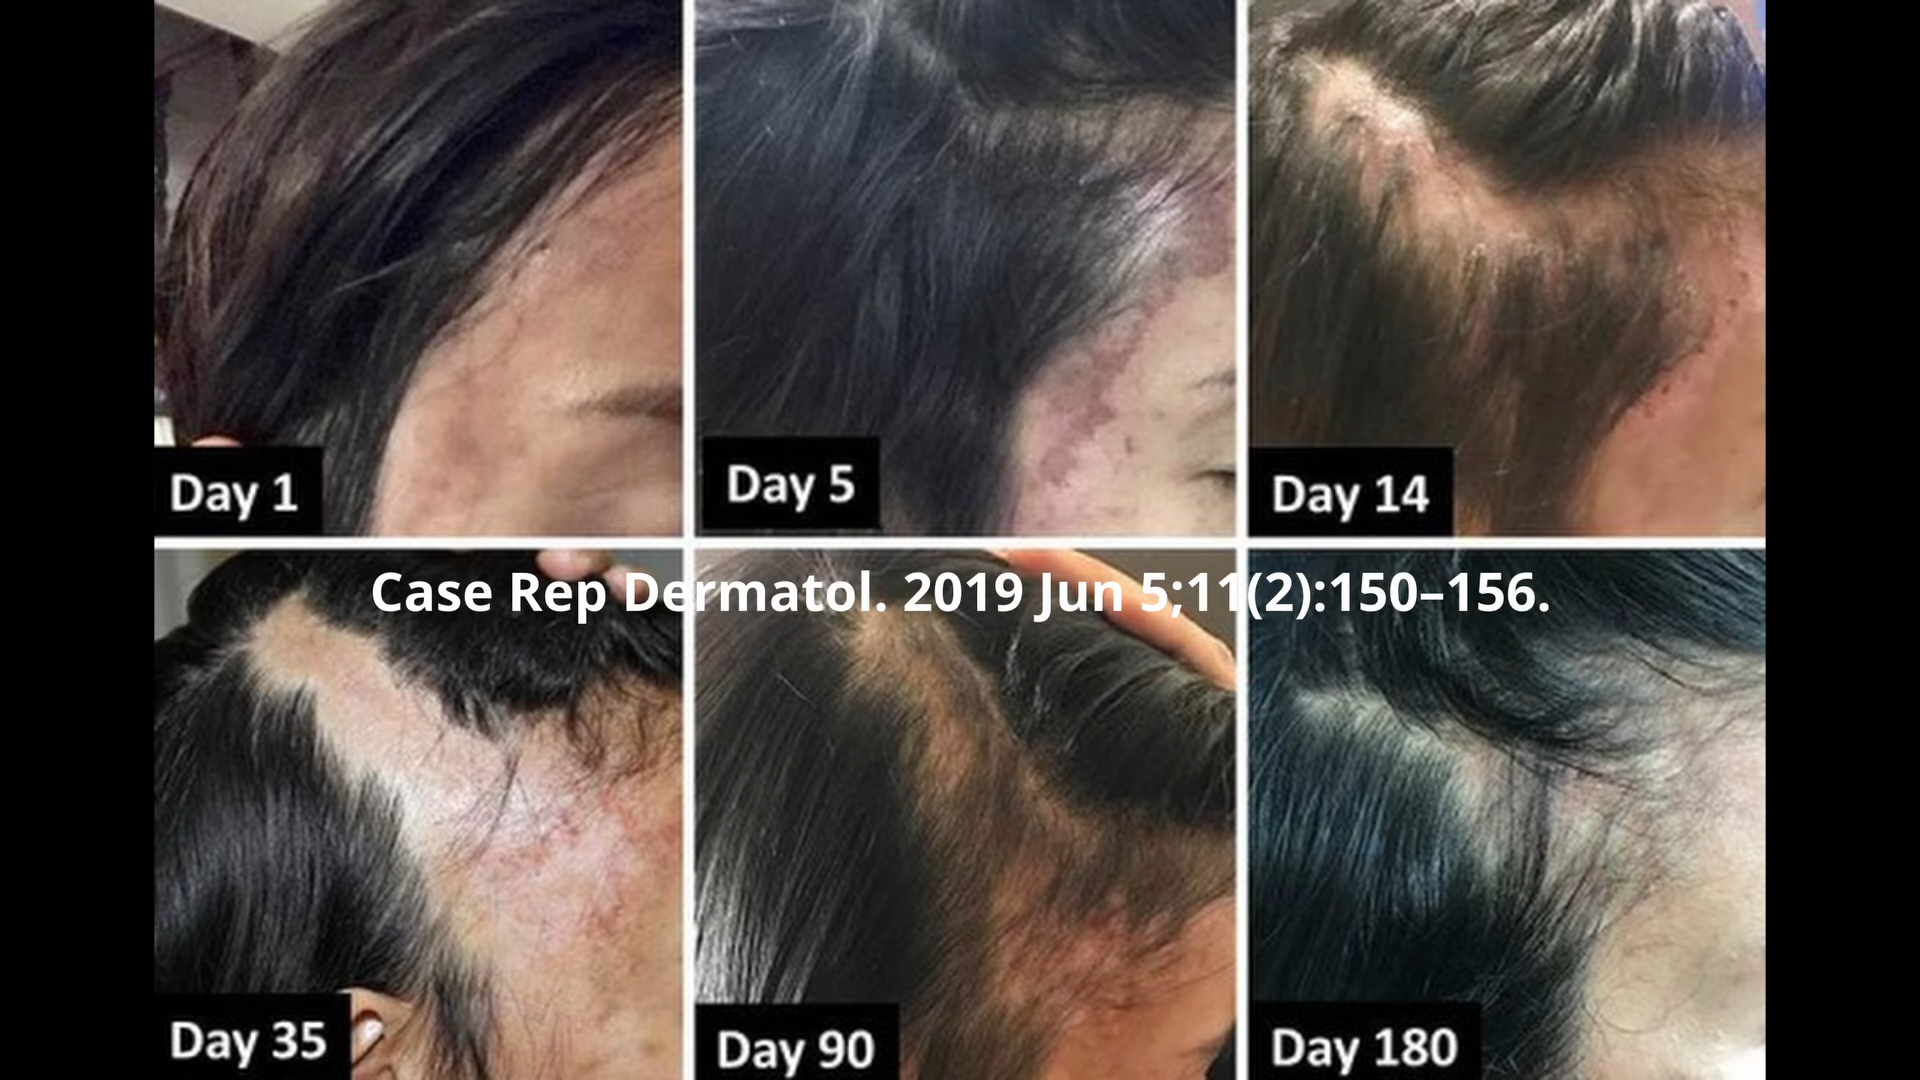 Day 1
Day 5
Day 14
Case Rep Dermatol. 2019 Jun 5;11(2):150–156.
Day 35
Day 90
Day 180